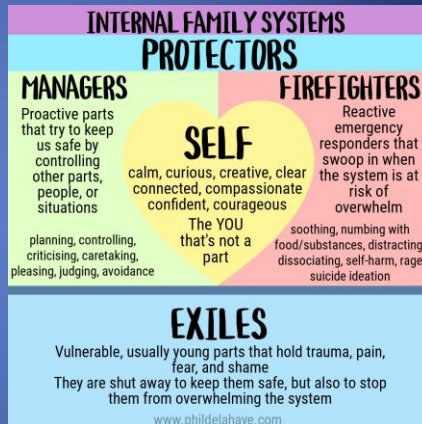 INTERNAL FAMILY SYSTEMS
PROTECTORS
MANAGERS
Proactive parts
that try to keep
us safe by
controlling
other parts,
people, or
situations
planning, controlling,
criticising, caretaking,
pleasing, judging, avoidance
SELF
calm, curious, creative, clear
connected, compassionate
confident, courageous
The YOU
that's not a
part
FIREFIGHTERS
Reactive
emergency
responders that
swoop in when
the system is at
risk of
overwhelm
soothing, numbing with
food/substances, distracting
dissociating, self-harm, rage
suicide ideation
EXILES
Vulnerable, usually young parts that hold trauma, pain,
fear, and shame
They are shut away to keep them safe, but also to stop
them from overwhelming the system
www.phildelahaye.com